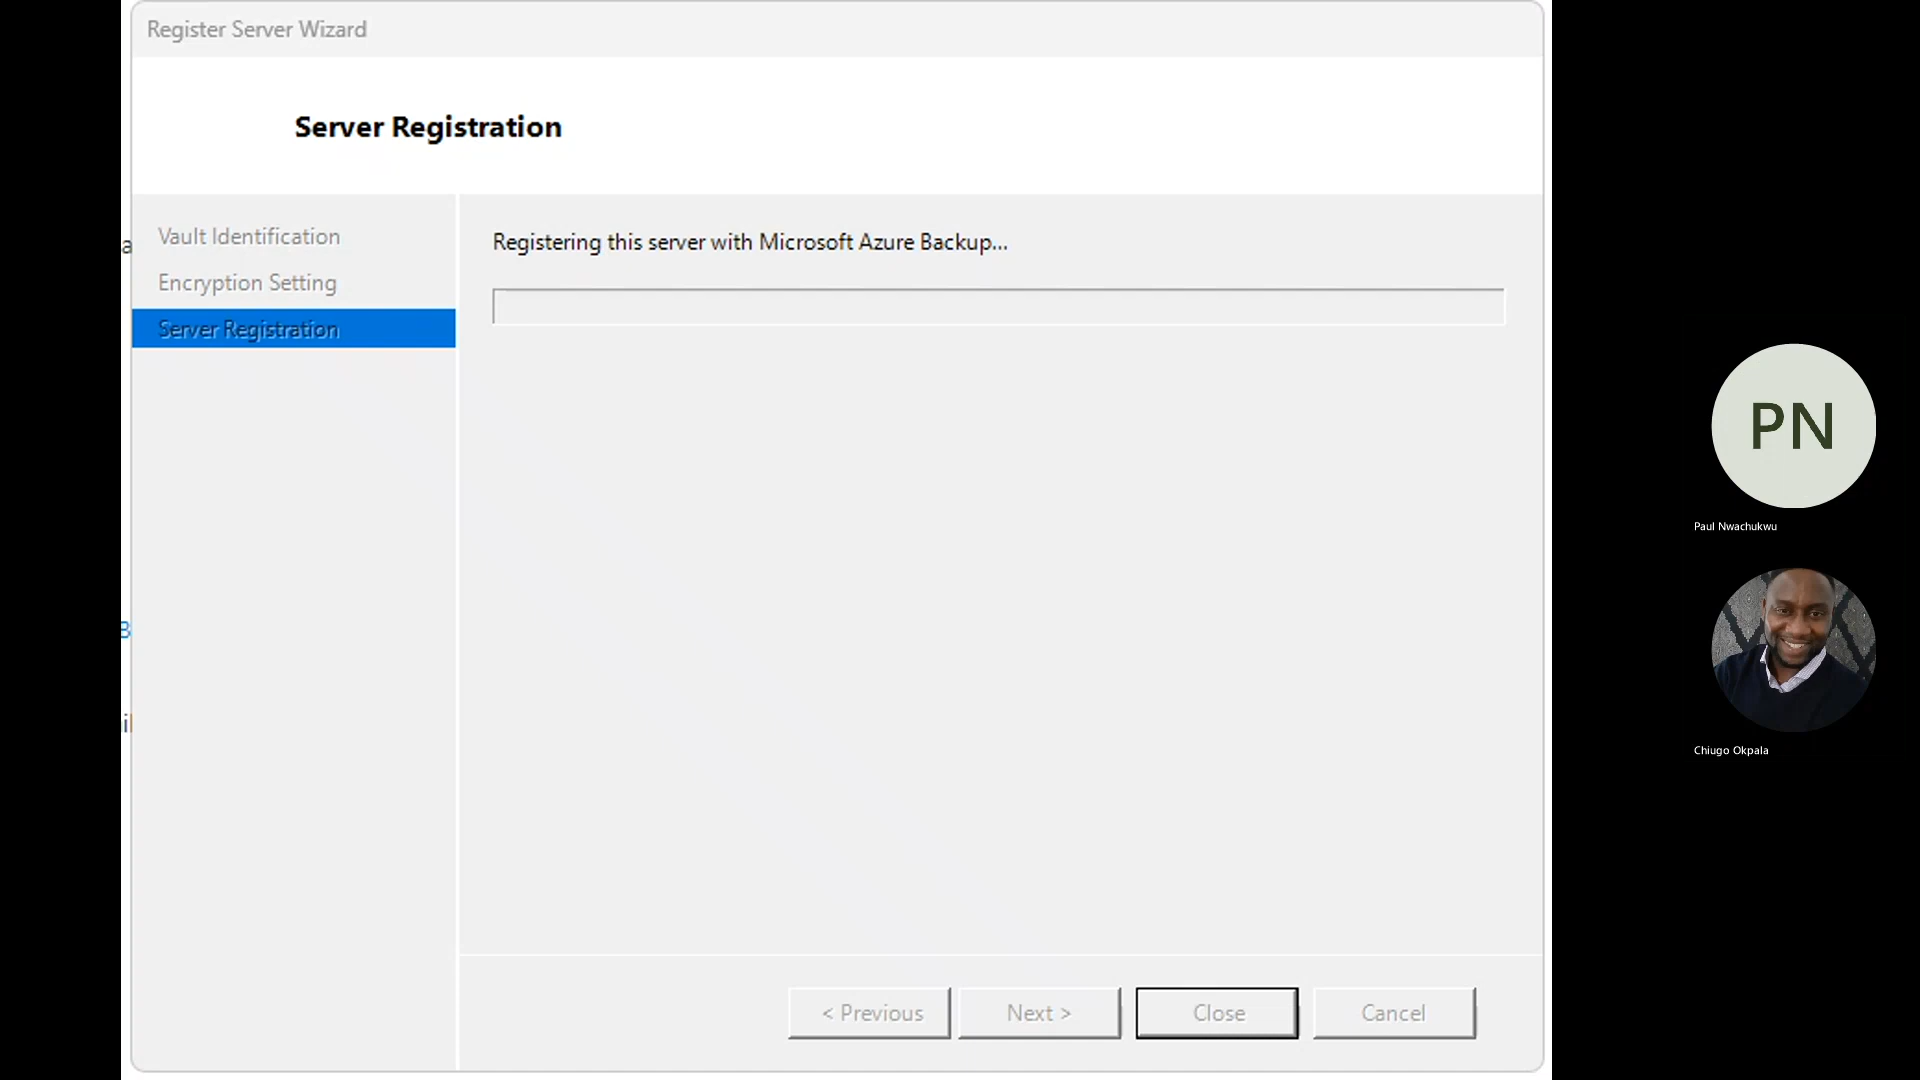 Register Server Wizard
Server Registration
Vault Identification
Encryption Setting
Server Registration
Registering this server with Microsoft Azure Backup...
< Previous
Next >
Close
Cancel
PN
Paul Nwachukwu
Chiugo Okpala